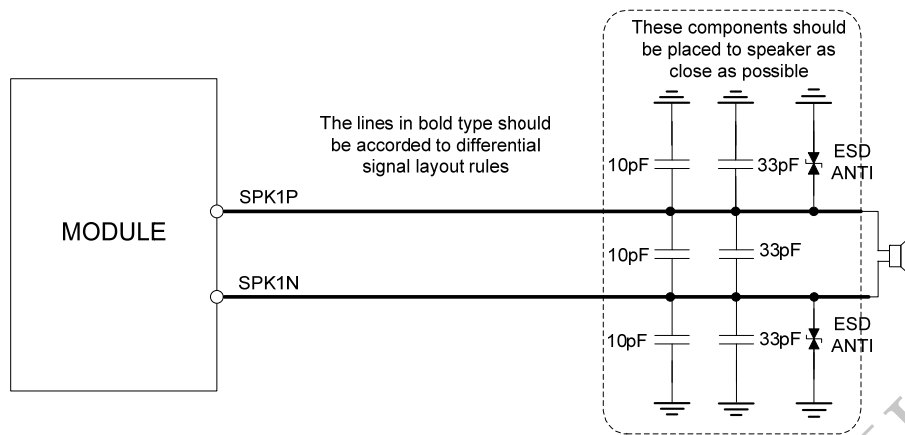 These components should
be placed to speaker as
close as possible
The lines in bold type should
be accorded to differential
signal layout rules
10pF
33pF
ESD
ANTI
SPK1P
MODULE
10pF
33pF
SPK1N
10pF
33pF
ESD
ANTI